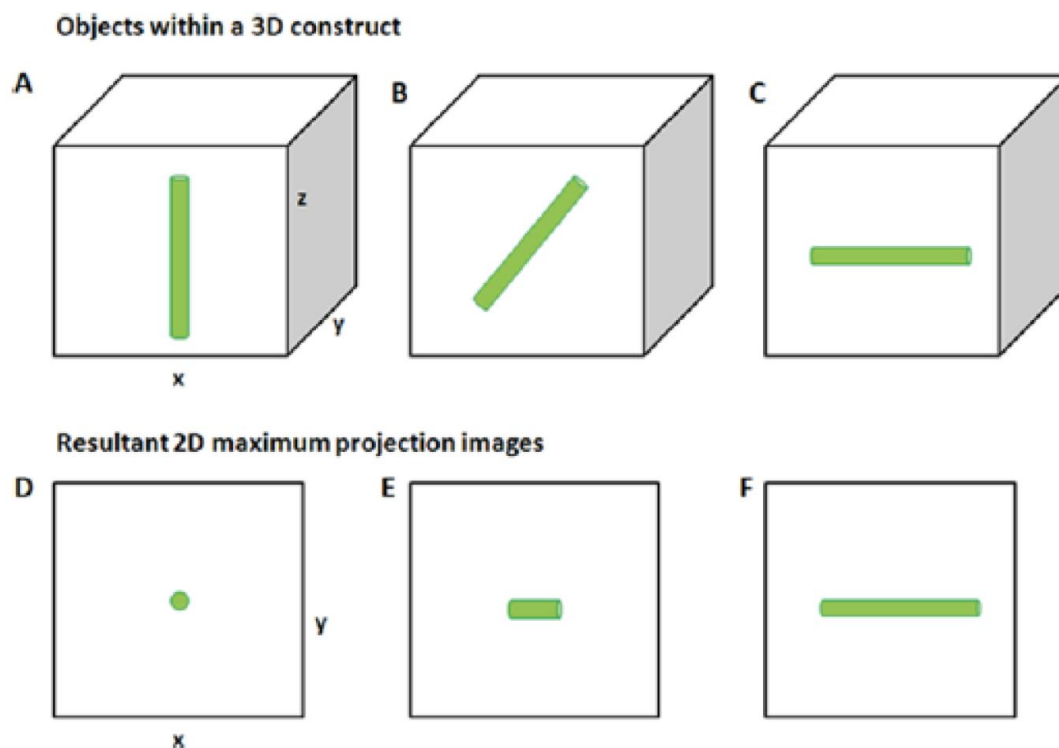 Objects within a 3D construct
A
B
C
z
y
x
Resultant 2D maximum projection images
D
E
F
y
x